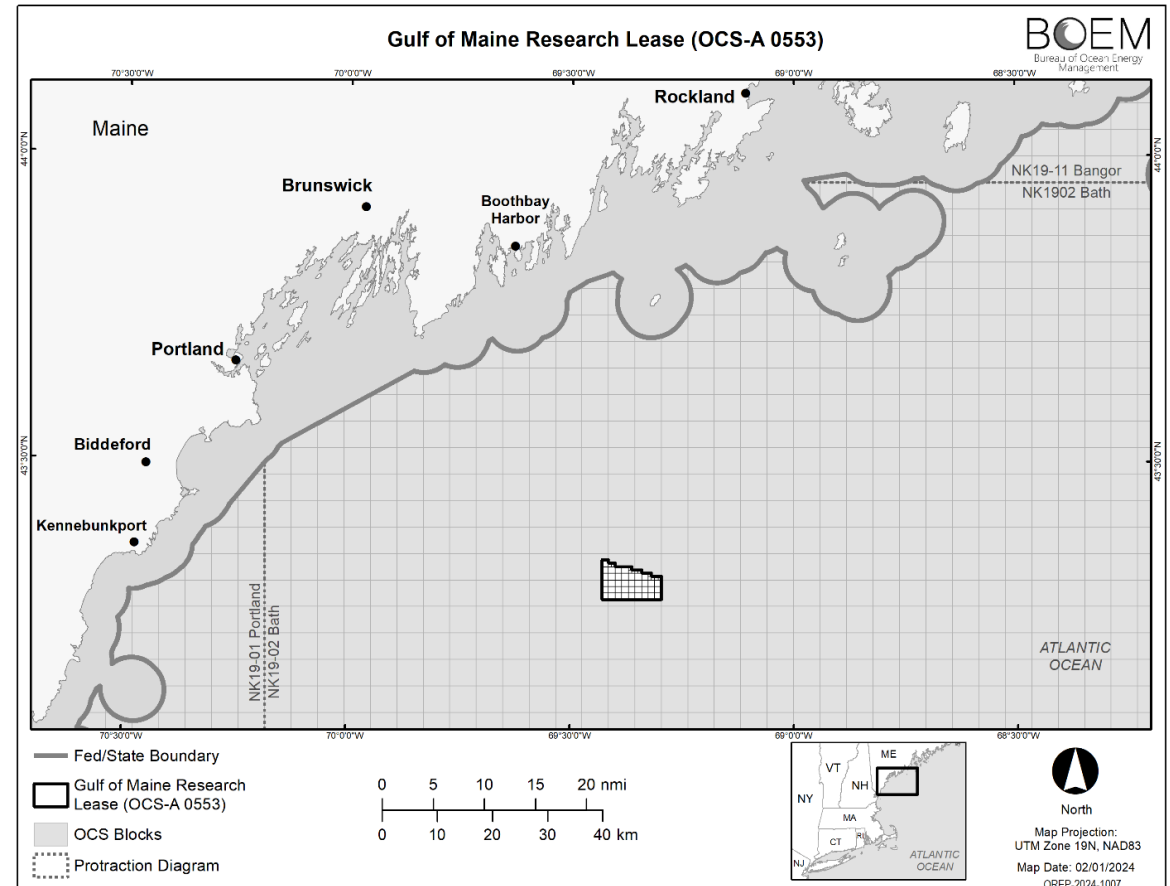 Gulf of Maine Research Lease (OCS-A 0553)
BOEM
Bureau of Ocean Energy
Management
70°30'0"W
70°0'0"W
69°30'0"W
69°0'0"W
68°30'0"W
Rockland
Maine
44°0'0"N
44°0'0"N
NK19-11 Bangor
NK1902 Bath
Brunswick
Boothbay
Harbor
Portland
Biddeford
43°30'0"N
43°30'0"N
Kennebunkport
NK19-01 Portland
NK19-02 Bath
ATLANTIC
OCEAN
70°30'0"W
70°0'0"W
69°30'0"W
69°0'0"W
68°30'0"W
Fed/State Boundary
Gulf of Maine Research
Lease (OCS-A 0553)
OCS Blocks
Protraction Diagram
0 5 10 15 20 nmi
0 10 20 30 40 km
ME
VT
NH
NY
MA
CT
RI
NJ
ATLANTIC
OCEAN
North
Map Projection:
UTM Zone 19N, NAD83
Map Date: 02/01/2024
OREP-2024-1007